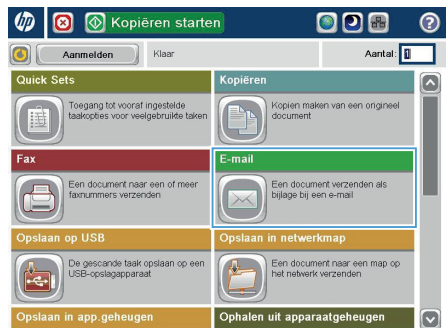 hp
Kopiëren starten
?
Aanmelden
Klaar
Aantal: 1
Quick Sets
Toegang tot vooraf ingestelde
taakopties voor veelgebruikte taken
Kopiëren
Kopien maken van een origineel
document
Fax
Een document naar een of meer
faxnummers verzenden
E-mail
Een document verzenden als
bijlage bij een e-mail
Opslaan op USB
De gescande taak opslaan op een
USB-opslagapparaat
Opslaan in netwerkmap
Een document naar een map op
het netwerk verzenden
Opslaan in app.geheugen
Ophalen uit apparaatgeheugen